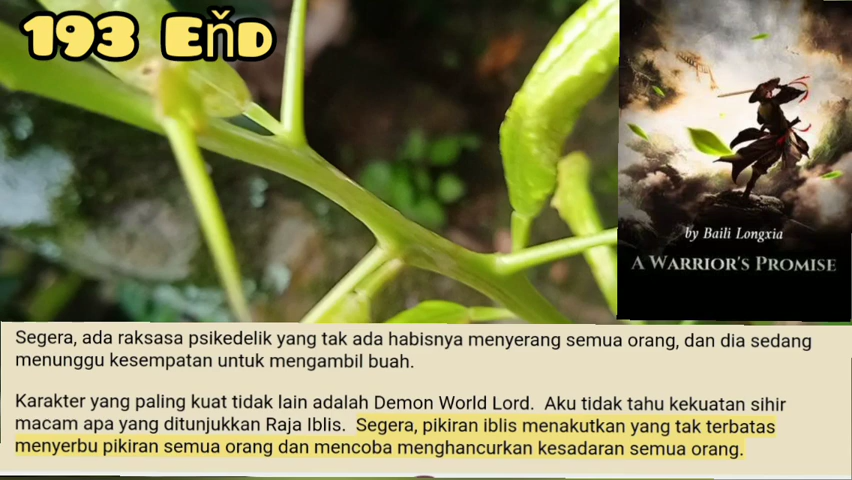 193 Eňd
by Baili Longxia
A WARRIOR'S PROMISE
Segera, ada raksasa psikedelik yang tak ada habisnya menyerang semua orang, dan dia sedang
menunggu kesempatan untuk mengambil buah.
Karakter yang paling kuat tidak lain adalah Demon World Lord. Aku tidak tahu kekuatan sihir
macam apa yang ditunjukkan Raja Iblis. Segera, pikiran iblis menakutkan yang tak terbatas
menyerbu pikiran semua orang dan mencoba menghancurkan kesadaran semua orang.